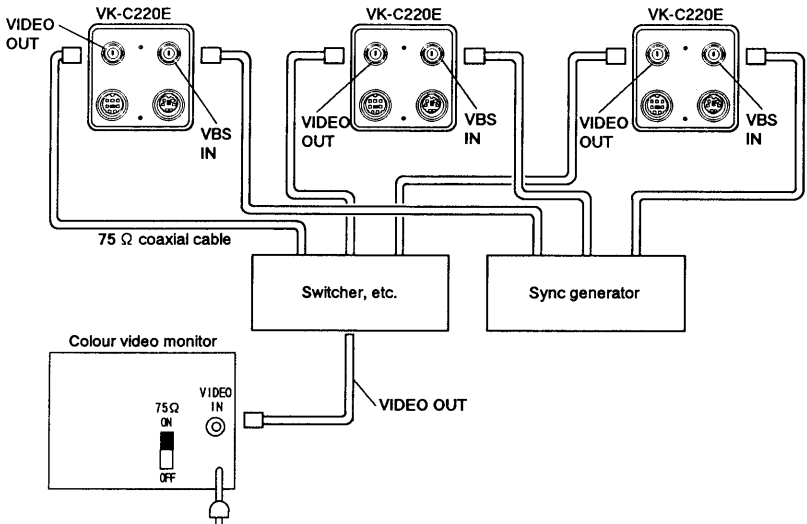 VK-C220E
VK-C220E
VK-C220E
VIDEO
OUT
VBS
IN
VIDEO
OUT
VBS
IN
VIDEO
OUT
VBS
IN
75 Ω coaxial cable
Switcher, etc.
Sync generator
Colour video monitor
VIDEO
IN
75Ω
ON
OFF
VIDEO OUT